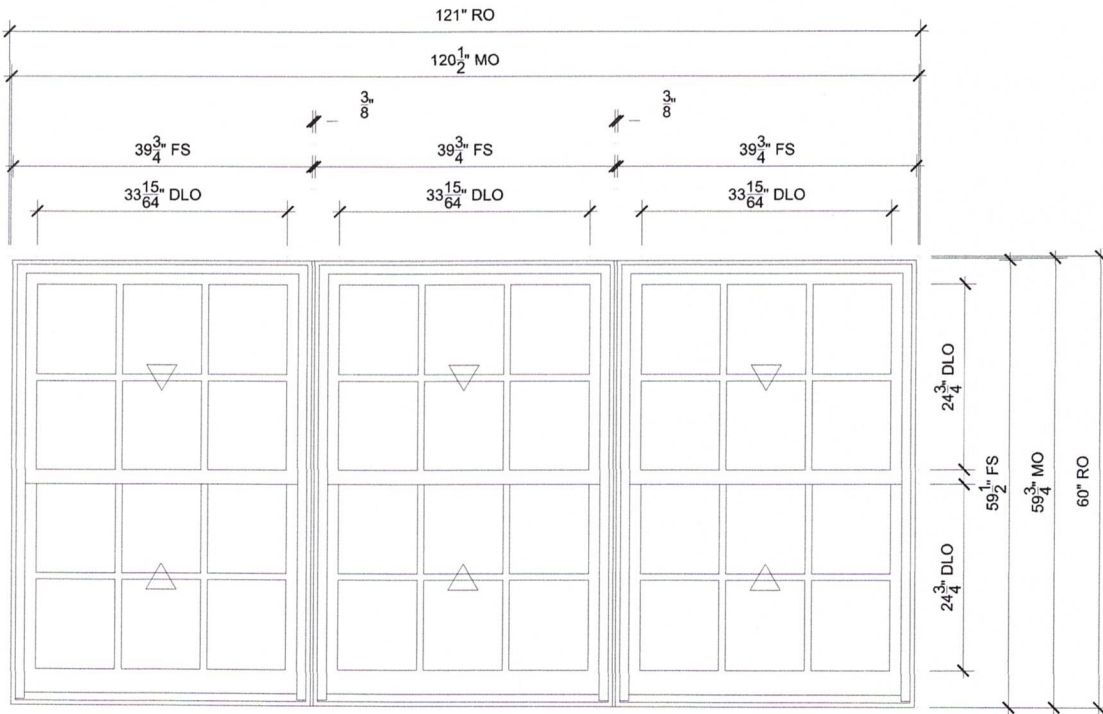 121" RO
120 1/2" MO
3/8" 3/8"
39 3/4" FS 39 3/4" FS 39 3/4" FS
33 15/64" DLO 33 15/64" DLO 33 15/64" DLO
24 3/4" DLO
24 3/4" DLO
59 1/2" FS
59 3/4" MO
60" RO